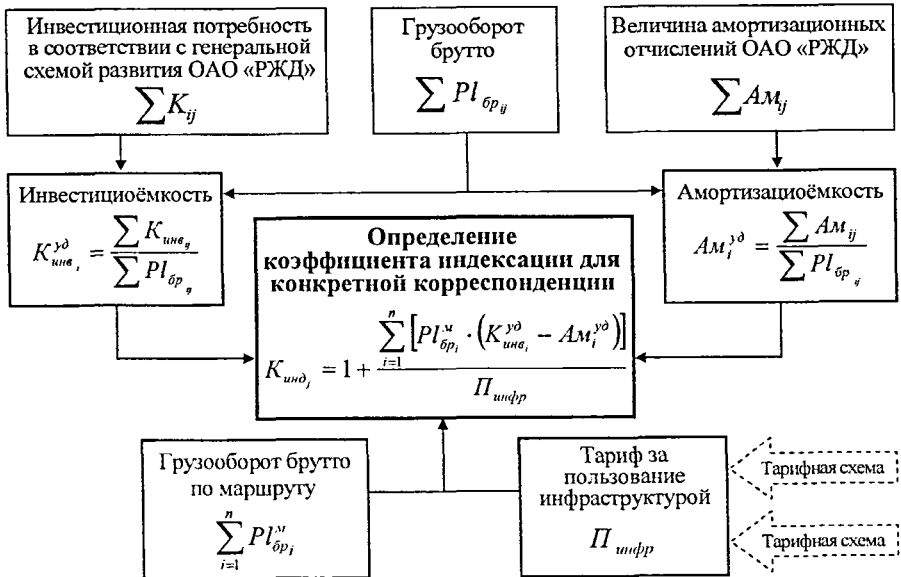 Инвестиционная потребность
в соответствии с генеральной
схемой развития ОАО «РЖД»
∑K_ij
Грузооборот
брутто
∑Pl_бр_ij
Величина амортизационных
отчислений ОАО «РЖД»
∑Ам_ij
Инвестициоёмкость
K^уд_инв_i = ∑K_инв_ij / ∑Pl_бр_ij
Амортизациоёмкость
Ам^уд_i = ∑Ам_ij / ∑Pl_бр_ij
Определение
коэффициента индексации для
конкретной корреспонденции
K_инд_j = 1 + ∑_{i=1}^{n} [Pl^м_бр_i · (K^уд_инв_i − Ам^уд_i)] / П_инфр
Грузооборот брутто
по маршруту
∑_{i=1}^{n} Pl^м_бр_i
Тариф за
пользование
инфраструктурой
П_инфр
Тарифная схема
Тарифная схема